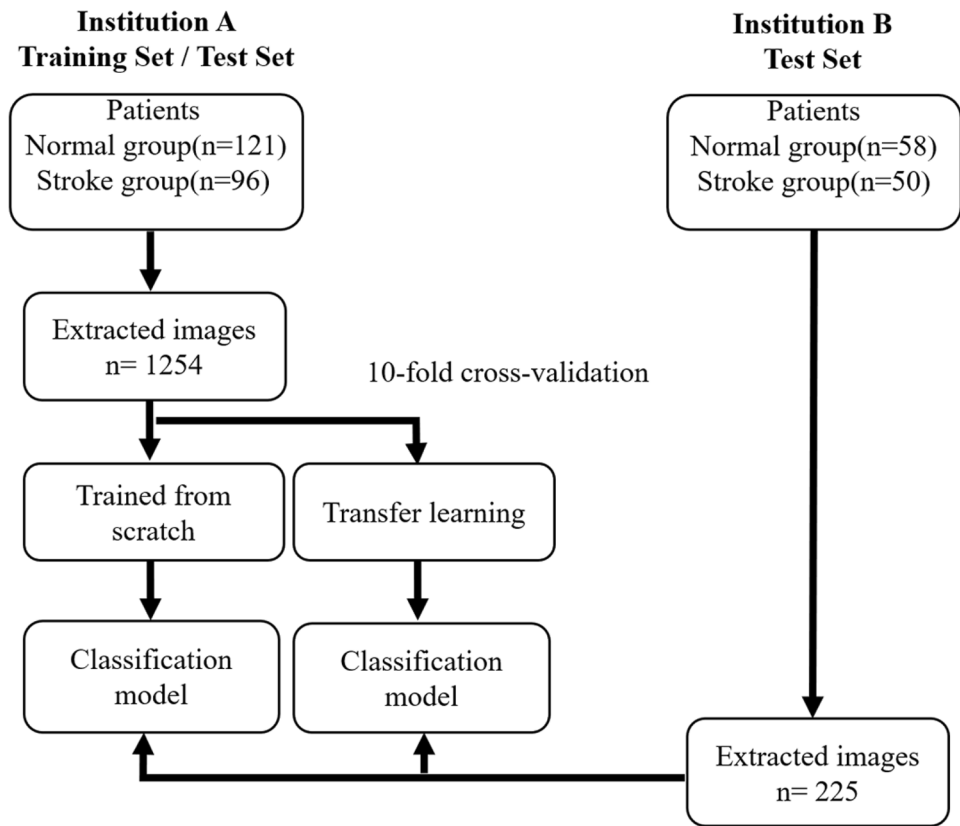 Institution A
Training Set / Test Set
Patients
Normal group(n=121)
Stroke group(n=96)
Extracted images
n= 1254
10-fold cross-validation
Trained from
scratch
Transfer learning
Classification
model
Classification
model
Institution B
Test Set
Patients
Normal group(n=58)
Stroke group(n=50)
Extracted images
n= 225